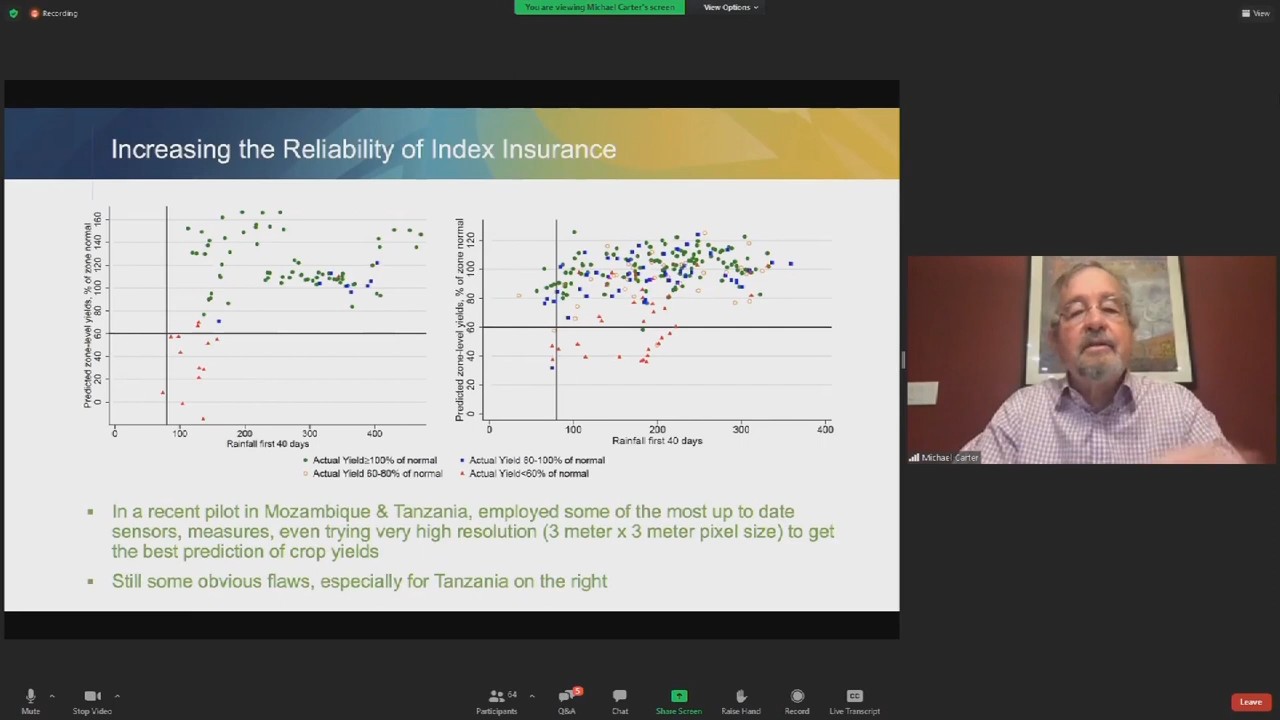 Recording
You are viewing Michael Carter's screen
View Options
View
Increasing the Reliability of Index Insurance
Predicted zone-level yields, % of zone normal
160
140
120
100
80
60
40
20
0
0 100 200 300 400
Rainfall first 40 days
Predicted zone-level yields, % of zone normal
120
100
80
60
40
20
0
0 100 200 300 400
Rainfall first 40 days
Actual Yield≥100% of normal
Actual Yield 80-100% of normal
Actual Yield 60-80% of normal
Actual Yield<60% of normal
In a recent pilot in Mozambique & Tanzania, employed some of the most up to date
sensors, measures, even trying very high resolution (3 meter x 3 meter pixel size) to get
the best prediction of crop yields
Still some obvious flaws, especially for Tanzania on the right
Michael Carter
Mute
Stop Video
64
Participants
5
Q&A
Chat
Share Screen
Raise Hand
Record
CC
Live Transcript
Leave